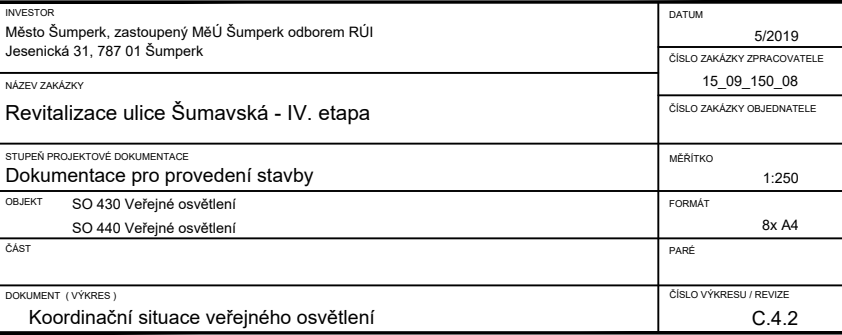 INVESTOR
Město Šumperk, zastoupený MěÚ Šumperk odborem RÚI
Jesenická 31, 787 01 Šumperk
DATUM
5/2019
ČÍSLO ZAKÁZKY ZPRACOVATELE
15_09_150_08
NÁZEV ZAKÁZKY
Revitalizace ulice Šumavská - IV. etapa
ČÍSLO ZAKÁZKY OBJEDNATELE
STUPEŇ PROJEKTOVÉ DOKUMENTACE
Dokumentace pro provedení stavby
MĚŘÍTKO
1:250
OBJEKT SO 430 Veřejné osvětlení
SO 440 Veřejné osvětlení
FORMÁT
8x A4
ČÁST
PARÉ
DOKUMENT ( VÝKRES )
Koordinační situace veřejného osvětlení
ČÍSLO VÝKRESU / REVIZE
C.4.2